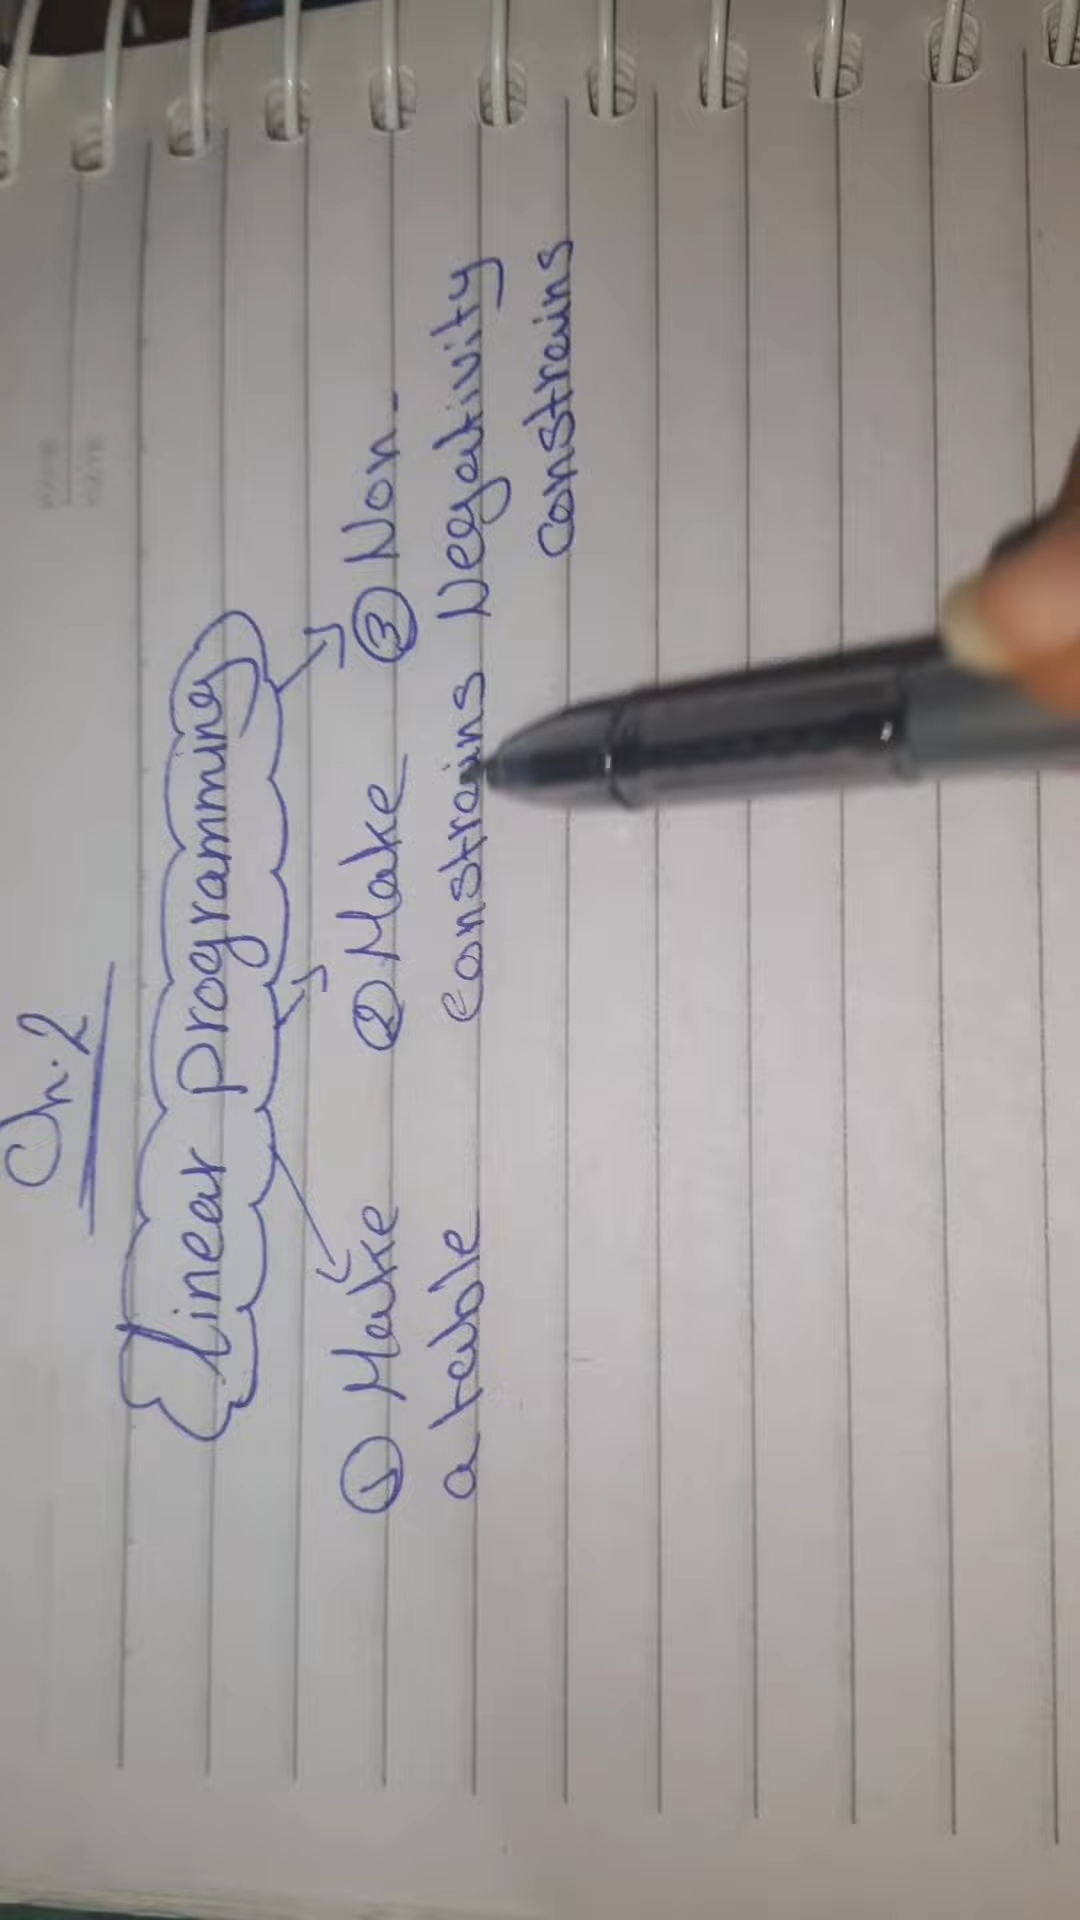 Ch.2
Linear Programming
① Make ② Make ③ Non-
a table Constrains Negativity
constrains